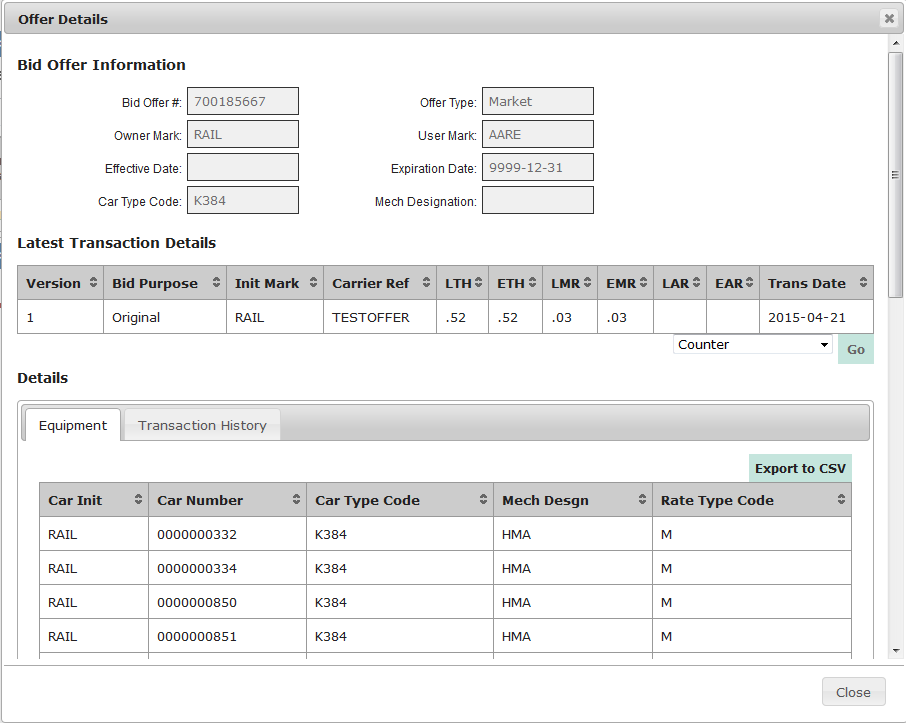 Offer Details
Bid Offer Information
Bid Offer #: 700185667 Offer Type: Market
Owner Mark: RAIL User Mark: AARE
Effective Date: Expiration Date: 9999-12-31
Car Type Code: K384 Mech Designation:
Latest Transaction Details
Version Bid Purpose Init Mark Carrier Ref LTH ETH LMR EMR LAR EAR Trans Date
1 Original RAIL TESTOFFER .52 .52 .03 .03 2015-04-21
Counter Go
Details
Equipment Transaction History
Export to CSV
Car Init Car Number Car Type Code Mech Desgn Rate Type Code
RAIL 0000000332 K384 HMA M
RAIL 0000000334 K384 HMA M
RAIL 0000000850 K384 HMA M
RAIL 0000000851 K384 HMA M
Close